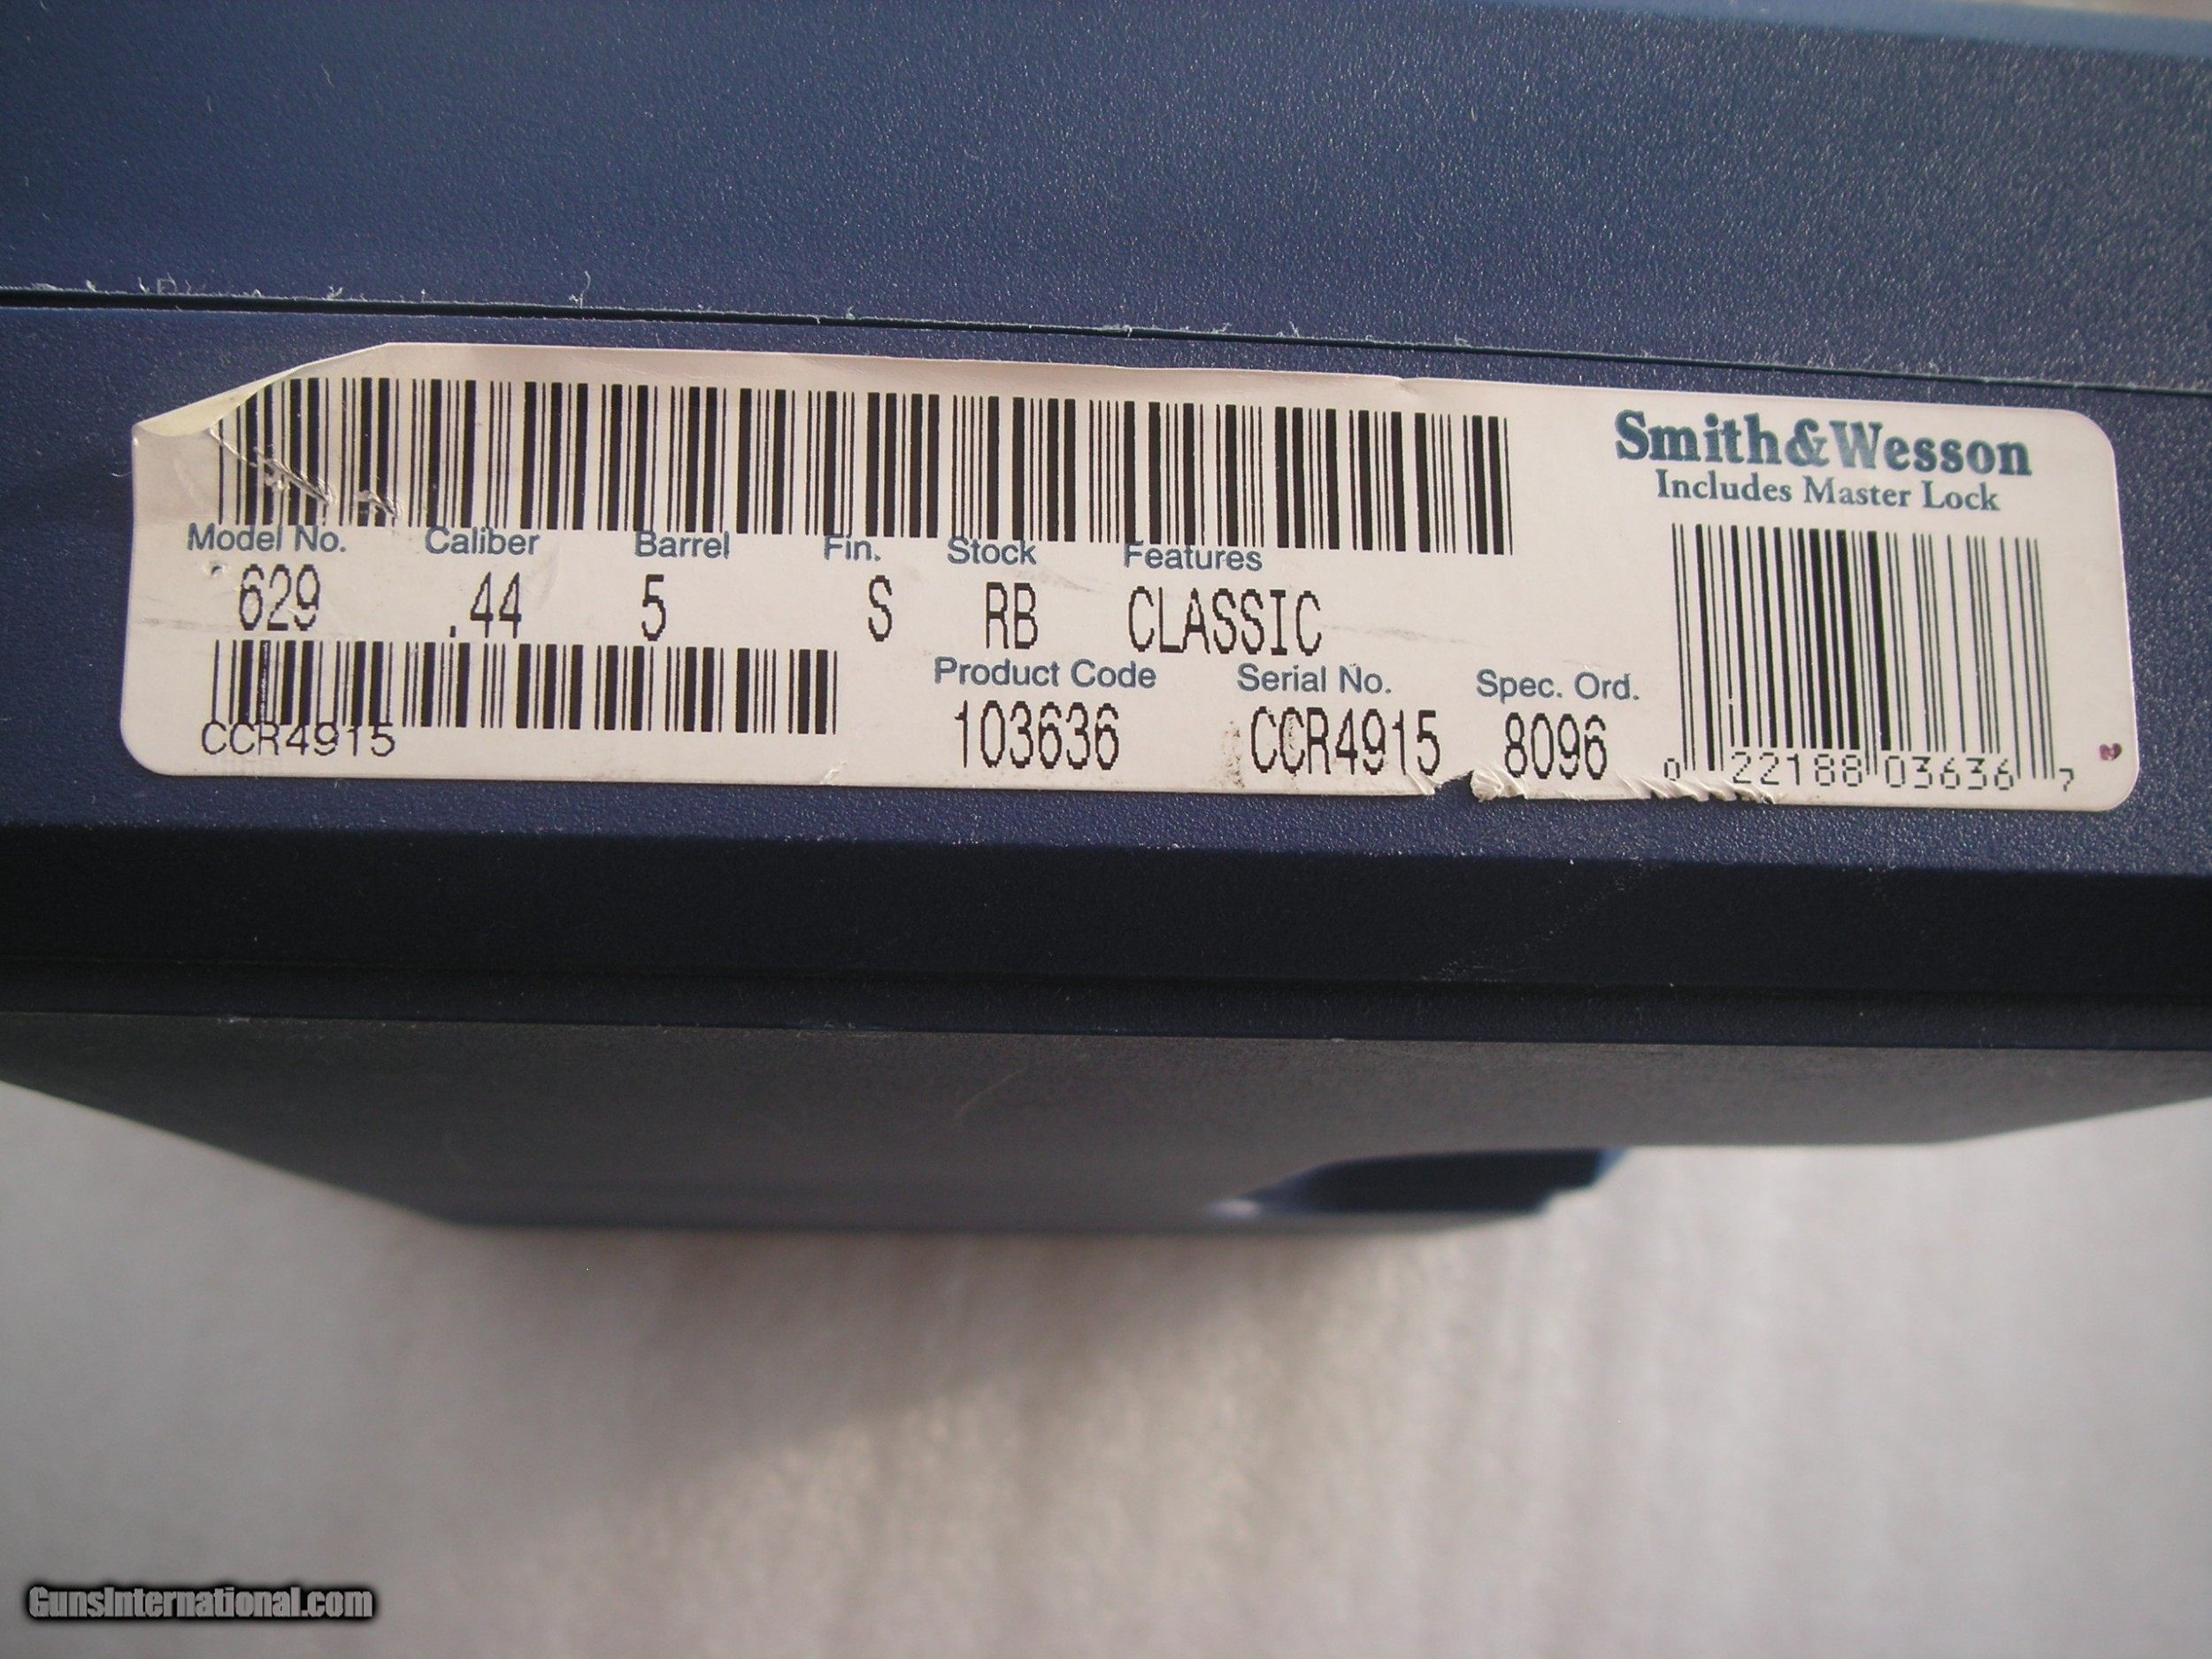 Smith&Wesson
Includes Master Lock
Model No. Caliber Barrel Fin. Stock Features
629 .44 5 S RB CLASSIC
Product Code Serial No. Spec. Ord.
103636 CCR4915 8096
CCR4915
0 22188 03636 7
GunsInternational.com